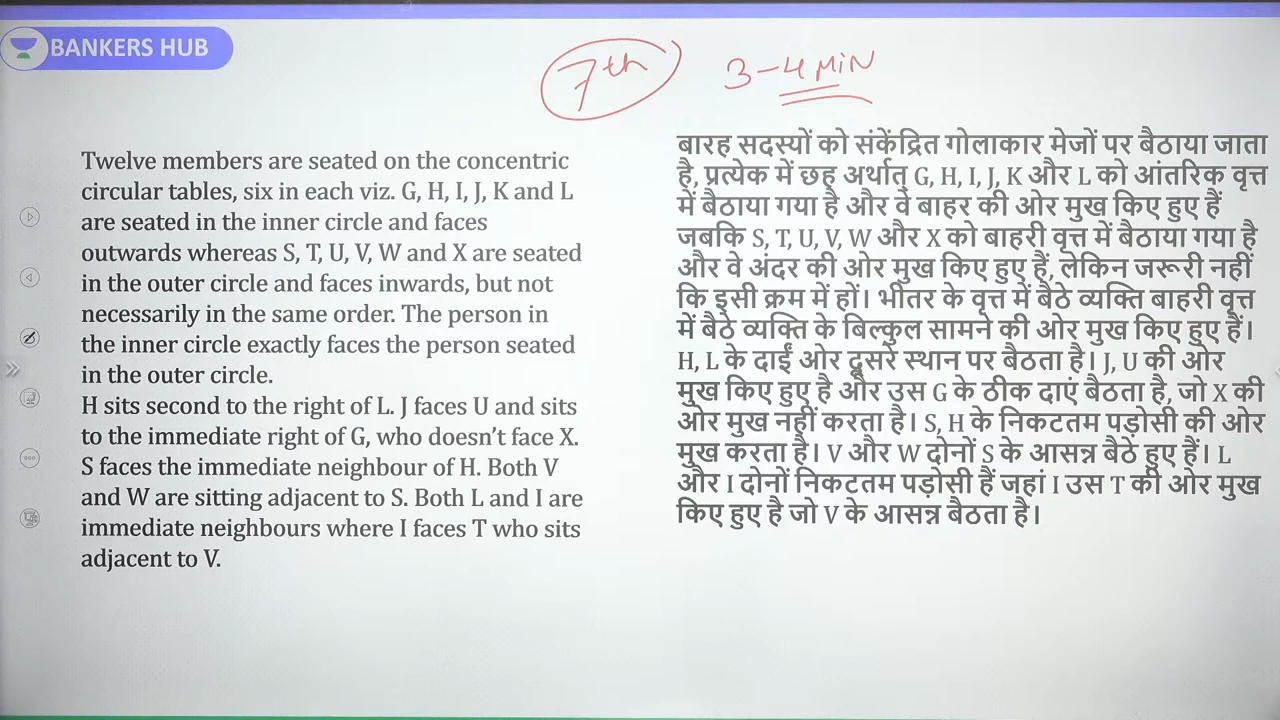 BANKERS HUB
7th
3-4 MIN
Twelve members are seated on the concentric
circular tables, six in each viz. G, H, I, J, K and L
are seated in the inner circle and faces
outwards whereas S, T, U, V, W and X are seated
in the outer circle and faces inwards, but not
necessarily in the same order. The person in
the inner circle exactly faces the person seated
in the outer circle.
H sits second to the right of L. J faces U and sits
to the immediate right of G, who doesn’t face X.
S faces the immediate neighbour of H. Both V
and W are sitting adjacent to S. Both L and I are
immediate neighbours where I faces T who sits
adjacent to V.
बारह सदस्यों को संकेंद्रित गोलाकार मेजों पर बैठाया जाता
है, प्रत्येक में छह अर्थात् G, H, I, J, K और L को आंतरिक वृत्त
में बैठाया गया है और वे बाहर की ओर मुख किए हुए हैं
जबकि S, T, U, V, W और X को बाहरी वृत्त में बैठाया गया है
और वे अंदर की ओर मुख किए हुए हैं, लेकिन जरूरी नहीं
कि इसी क्रम में हों। भीतर के वृत्त में बैठे व्यक्ति बाहरी वृत्त
में बैठे व्यक्ति के बिल्कुल सामने की ओर मुख किए हुए हैं।
H, L के दाईं ओर दूसरे स्थान पर बैठता है। J, U की ओर
मुख किए हुए है और उस G के ठीक दाएं बैठता है, जो X की
ओर मुख नहीं करता है। S, H के निकटतम पड़ोसी की ओर
मुख करता है। V और W दोनों S के आसन्न बैठे हुए हैं। L
और I दोनों निकटतम पड़ोसी हैं जहां I उस T की ओर मुख
किए हुए है जो V के आसन्न बैठता है।